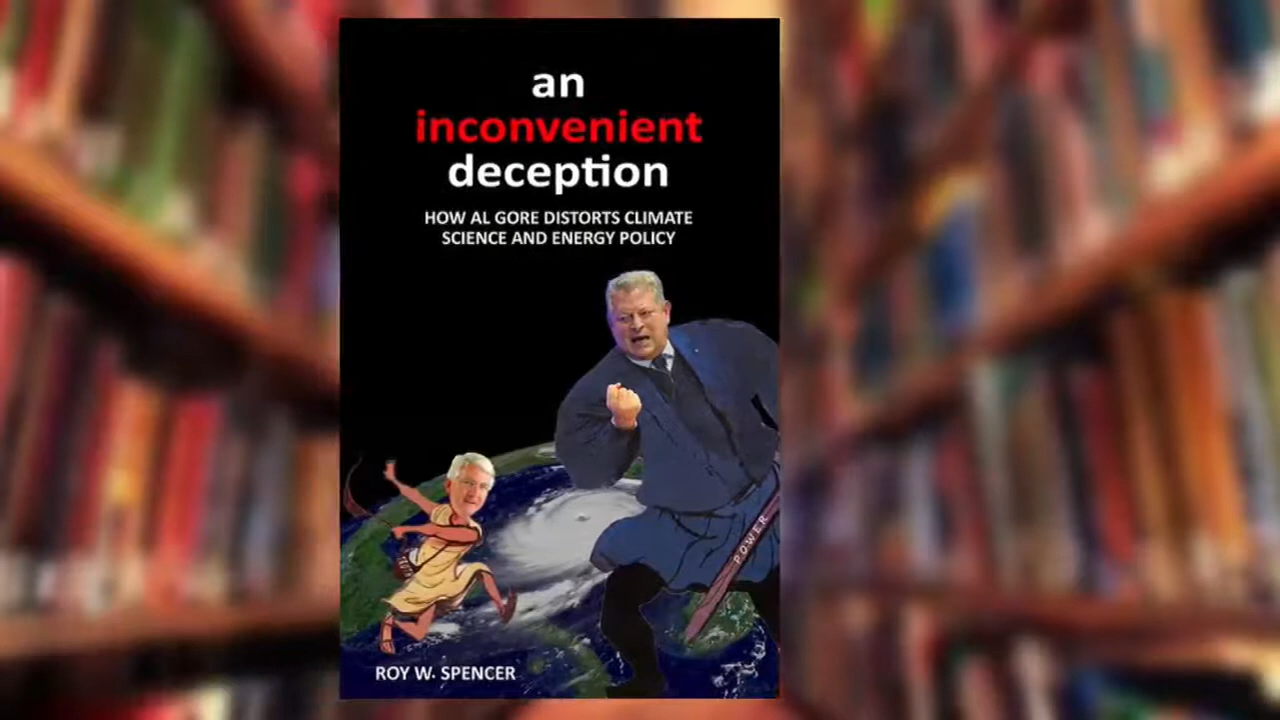 an
inconvenient
deception
HOW AL GORE DISTORTS CLIMATE
SCIENCE AND ENERGY POLICY
POWER
ROY W. SPENCER